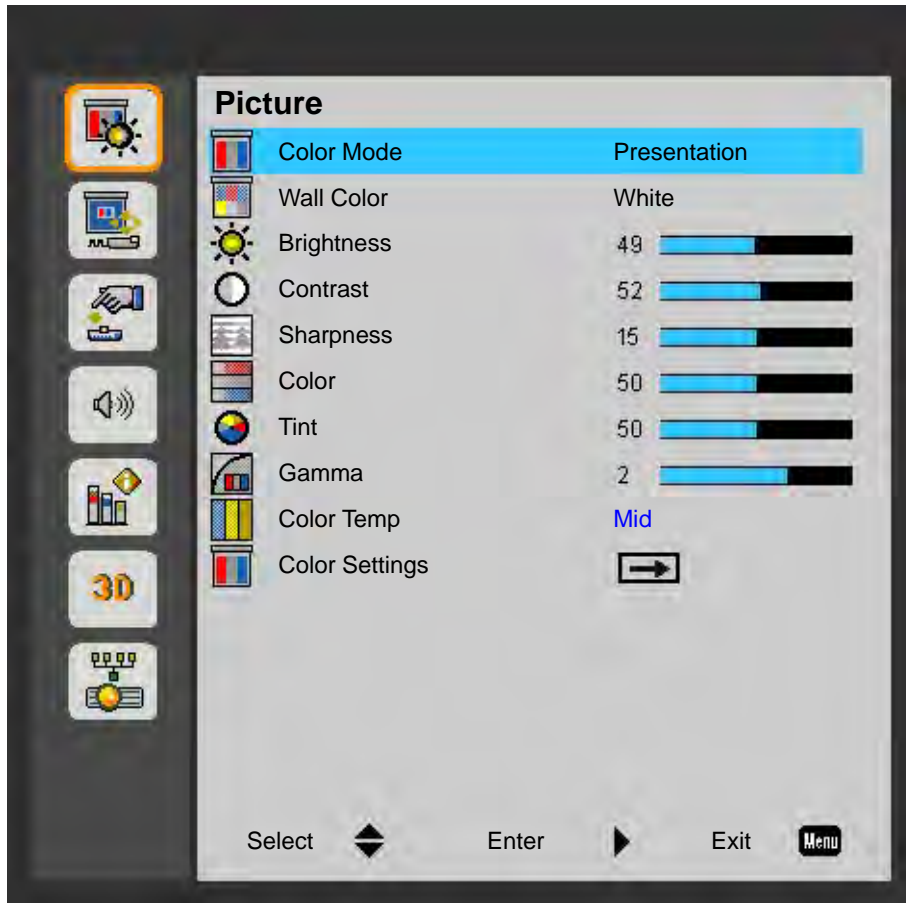 Picture
Color Mode Presentation
Wall Color White
Brightness 49
Contrast 52
Sharpness 15
Color 50
Tint 50
Gamma 2
Color Temp Mid
Color Settings
3D
Select Enter Exit Menu